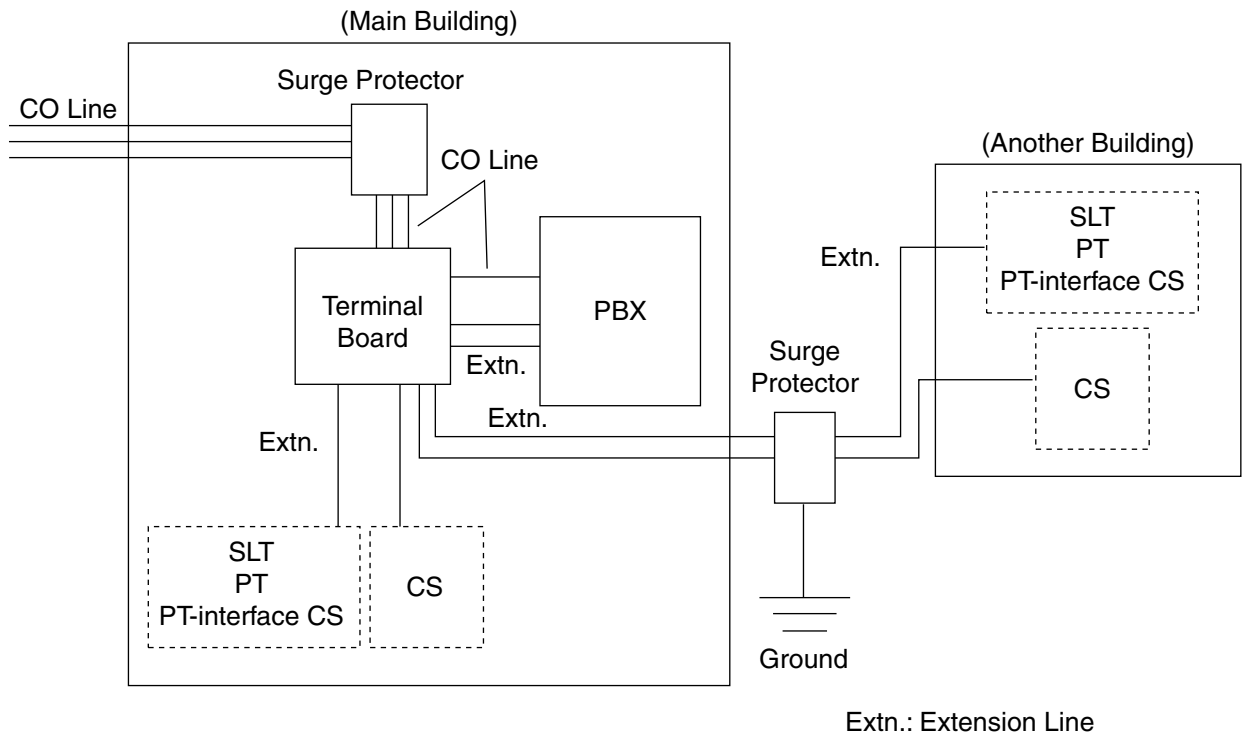 (Main Building)
Surge Protector
CO Line
CO Line
(Another Building)
SLT
PT
PT-interface CS
Extn.
Terminal
Board
PBX
Extn.
Surge
Protector
CS
Extn.
Extn.
SLT
PT
PT-interface CS
CS
Ground
Extn.: Extension Line